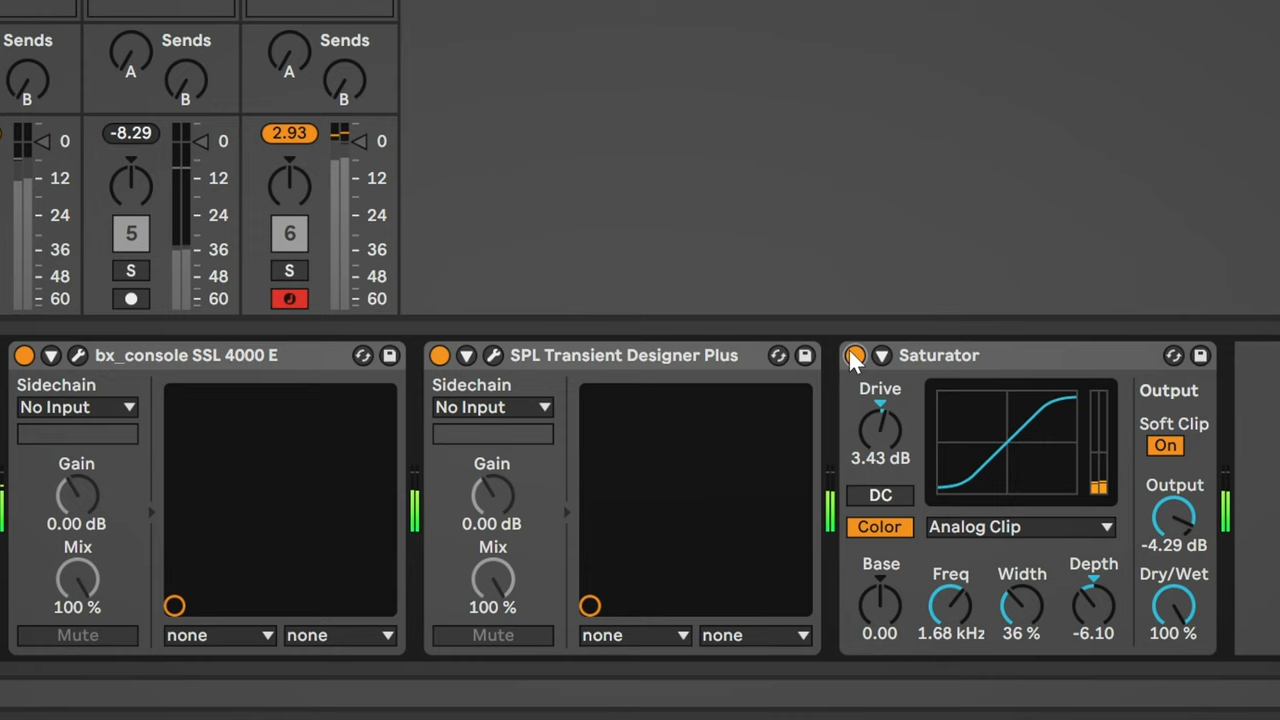 Sends
Sends
Sends
A
A
B
B
B
-8.29
2.93
0
0
0
12
12
12
24
24
24
5
6
36
36
36
S
S
48
48
48
60
60
60
bx_console SSL 4000 E
SPL Transient Designer Plus
Saturator
Sidechain
No Input
Gain
0.00 dB
Mix
100 %
Mute
none
none
Sidechain
No Input
Gain
0.00 dB
Mix
100 %
Mute
none
none
Drive
3.43 dB
DC
Color
Analog Clip
Base
0.00
Freq
1.68 kHz
Width
36 %
Depth
-6.10
Output
Soft Clip
On
Output
-4.29 dB
Dry/Wet
100 %